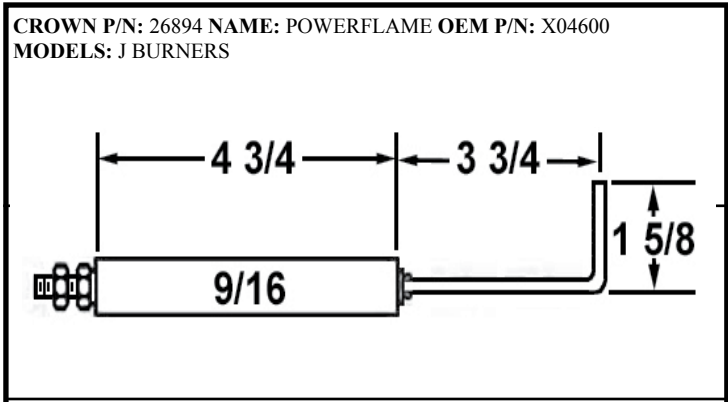 CROWN P/N: 26894 NAME: POWERFLAME OEM P/N: X04600
MODELS: J BURNERS
4 3/4
3 3/4
1 5/8
9/16